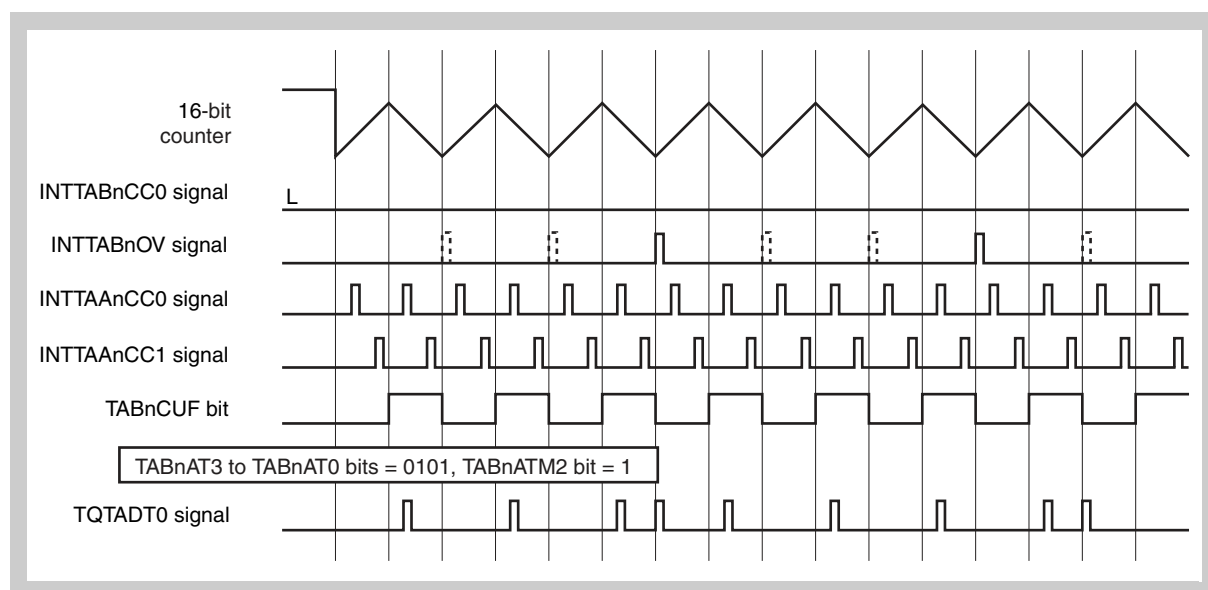 16-bit
counter
INTTABnCC0 signal
L
INTTABnOV signal
INTTAAnCC0 signal
INTTAAnCC1 signal
TABnCUF bit
TABnAT3 to TABnAT0 bits = 0101, TABnATM2 bit = 1
TQTADT0 signal